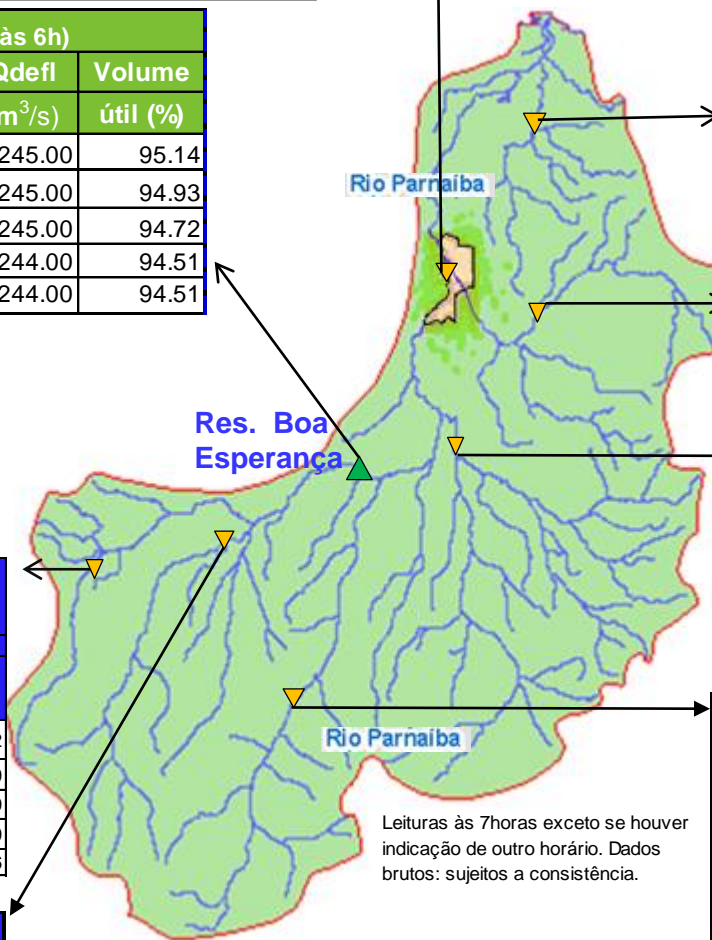 às 6h)
Qdefl Volume
m³/s) útil (%)
245.00 95.14
245.00 94.93
245.00 94.72
244.00 94.51
244.00 94.51
Rio Parnaíba
Res. Boa
Esperança
Rio Parnaíba
Leituras às 7horas exceto se houver
indicação de outro horário. Dados
brutos: sujeitos a consistência.